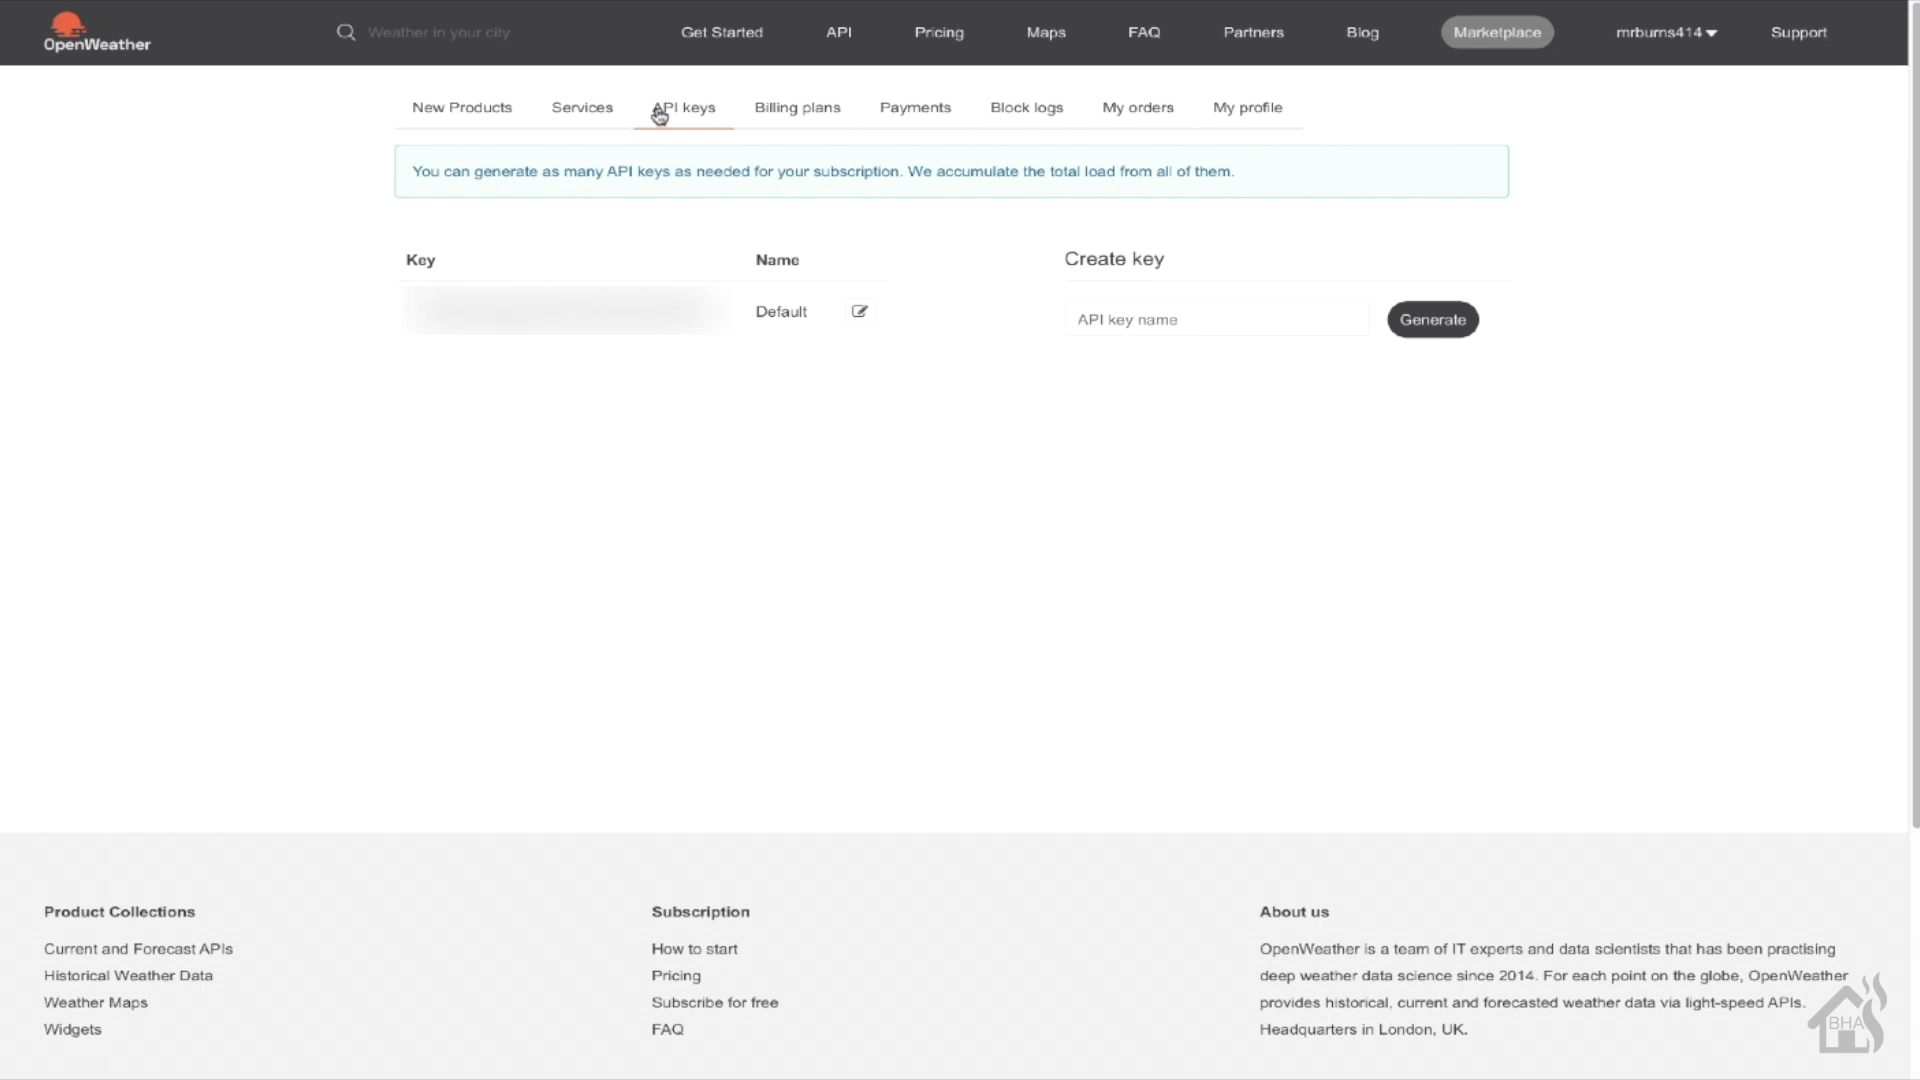 OpenWeather
Weather in your city
Get Started
API
Pricing
Maps
FAQ
Partners
Blog
Marketplace
mrburns414
Support
New Products
Services
API keys
Billing plans
Payments
Block logs
My orders
My profile
You can generate as many API keys as needed for your subscription. We accumulate the total load from all of them.
Key
Name
Create key
Default
API key name
Generate
Product Collections
Current and Forecast APIs
Historical Weather Data
Weather Maps
Widgets
Subscription
How to start
Pricing
Subscribe for free
FAQ
About us
OpenWeather is a team of IT experts and data scientists that has been practising
deep weather data science since 2014. For each point on the globe, OpenWeather
provides historical, current and forecasted weather data via light-speed APIs.
Headquarters in London, UK.
BHA